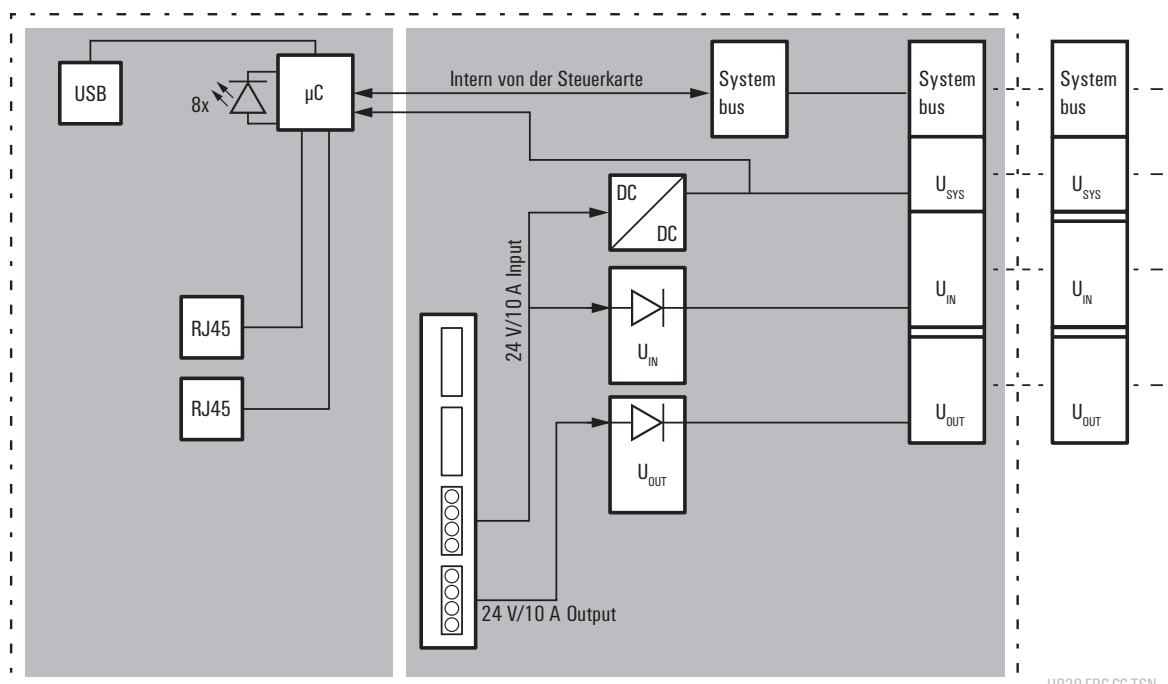 USB
8x
µC
Intern von der Steuerkarte
System
bus
System
bus
System
bus
U_SYS
U_SYS
DC
DC
24 V/10 A Input
U_IN
U_IN
U_IN
RJ45
RJ45
U_OUT
U_OUT
U_OUT
24 V/10 A Output